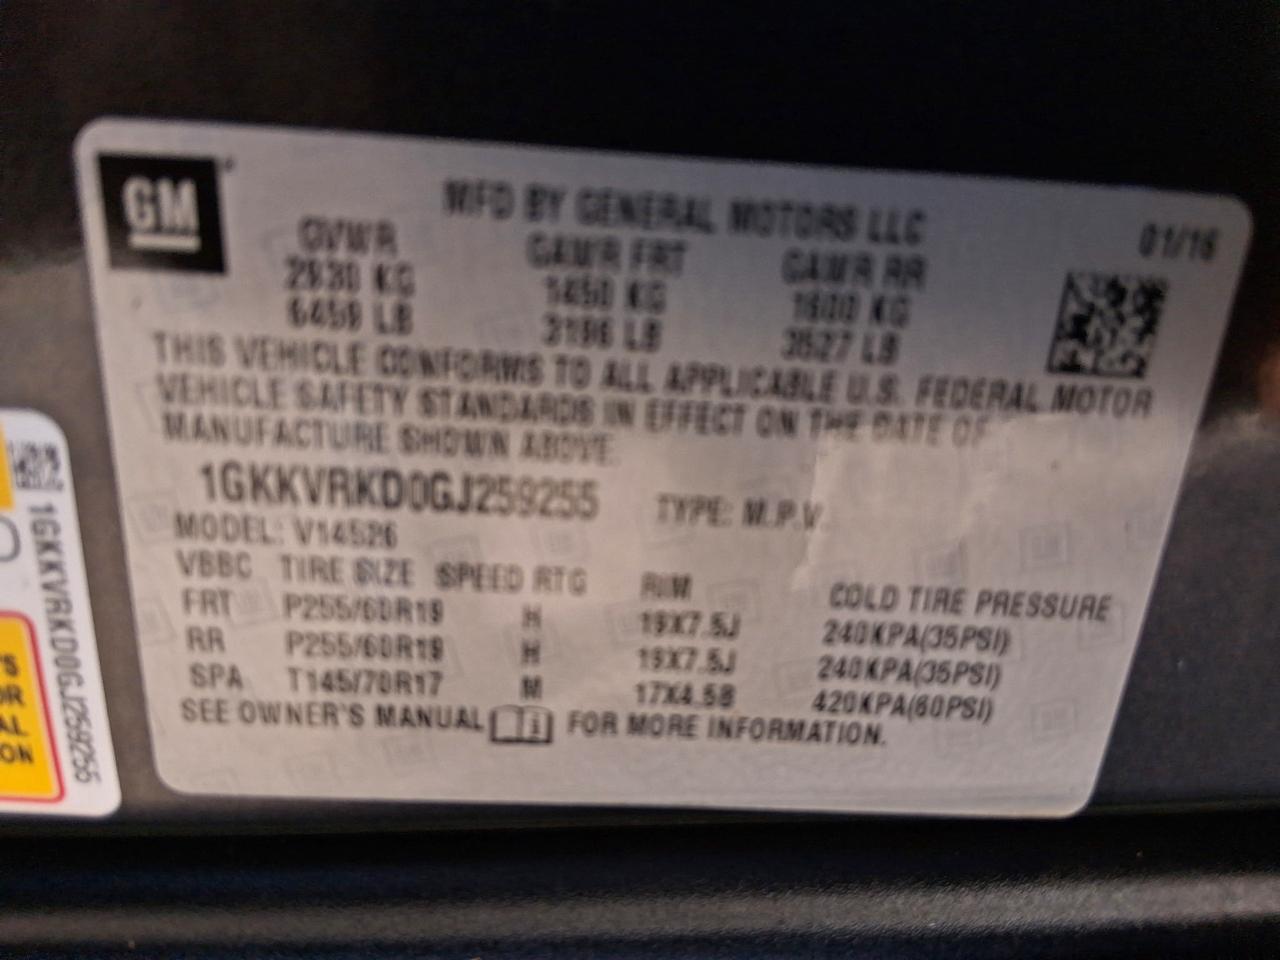 GM
MFD BY GENERAL MOTORS LLC
01/16
GVWR GAWR FRT GAWR RR
2930 KG 1450 KG 1600 KG
6459 LB 3196 LB 3527 LB
THIS VEHICLE CONFORMS TO ALL APPLICABLE U.S. FEDERAL MOTOR
VEHICLE SAFETY STANDARDS IN EFFECT ON THE DATE OF
MANUFACTURE SHOWN ABOVE.
1GKKVRKD0GJ259255 TYPE: M.P.V.
MODEL: V14526
VBBC TIRE SIZE SPEED RTG RIM COLD TIRE PRESSURE
FRT P255/60R19 H 19X7.5J 240KPA(35PSI)
RR P255/60R19 H 19X7.5J 240KPA(35PSI)
SPA T145/70R17 M 17X4.5B 420KPA(60PSI)
SEE OWNER'S MANUAL FOR MORE INFORMATION.
1GKKVRKD0GJ259255